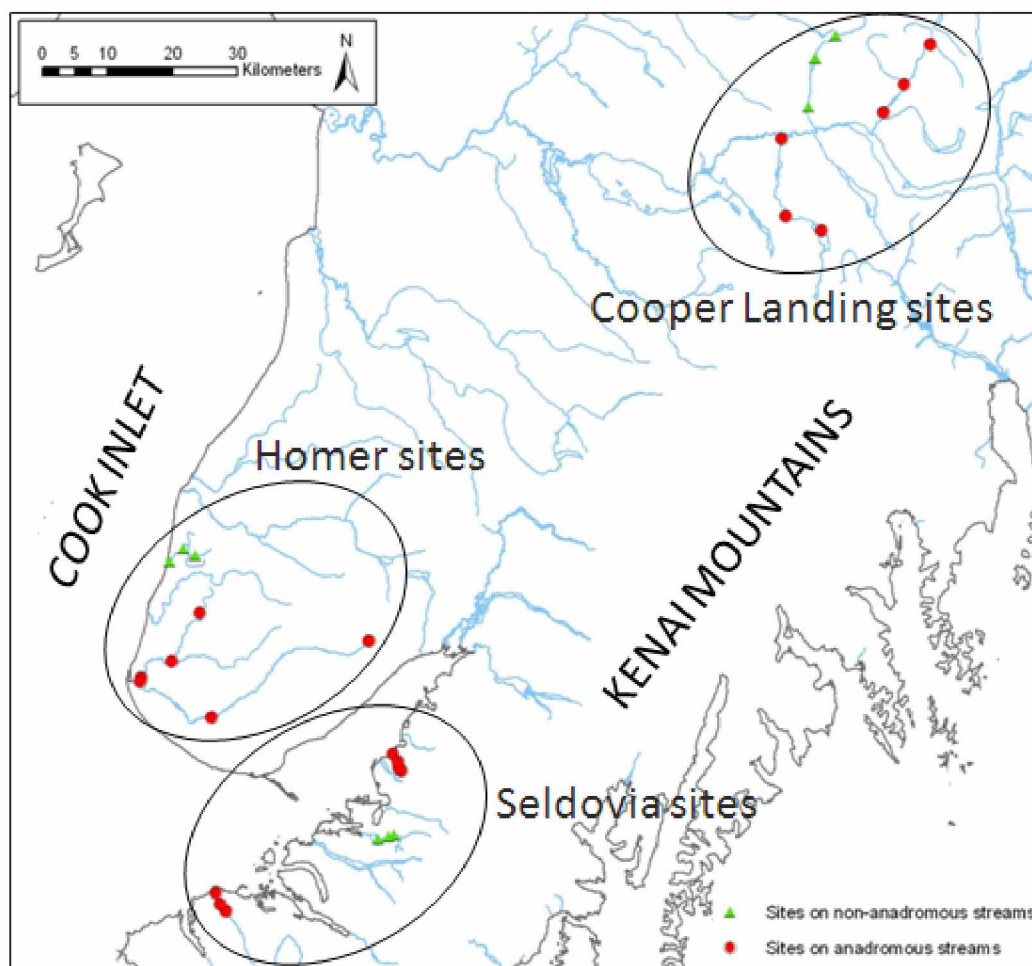 0 5 10 20 30
Kilometers
N
Cooper Landing sites
COOK INLET
Homer sites
KENAI MOUNTAINS
Seldovia sites
Sites on non-anadromous streams
Sites on anadromous streams